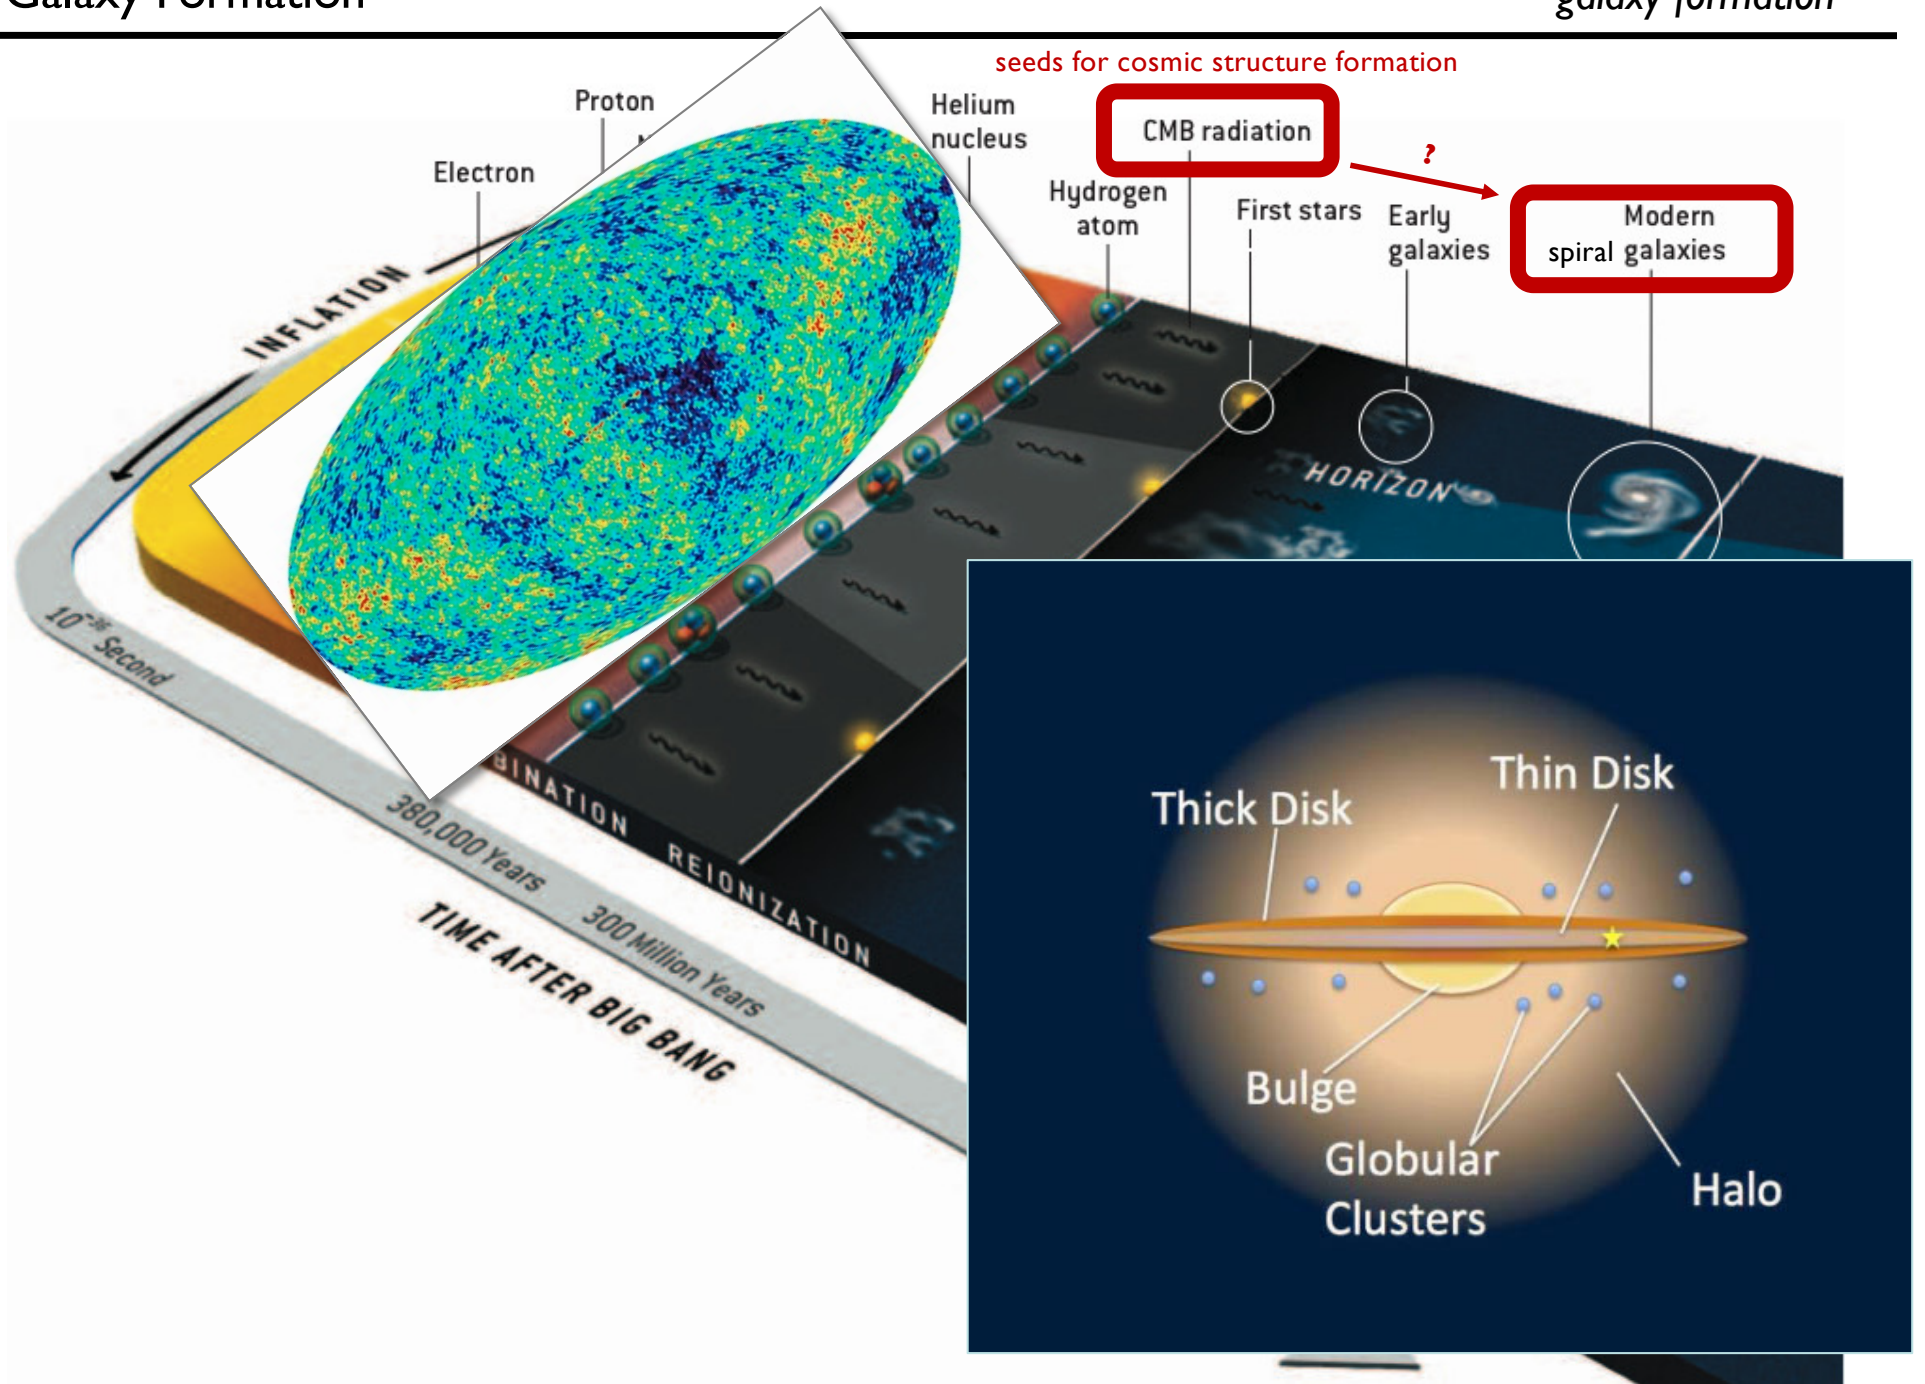 Galaxy Formation
galaxy formation
seeds for cosmic structure formation
Proton
Helium
nucleus
CMB radiation
?
Electron
Hydrogen
atom
First stars
Early
galaxies
Modern
spiral galaxies
INFLATION
HORIZON
10⁻³⁶ Second
BINATION
REIONIZATION
380,000 Years
300 Million Years
TIME AFTER BIG BANG
Thin Disk
Thick Disk
Bulge
Globular
Clusters
Halo